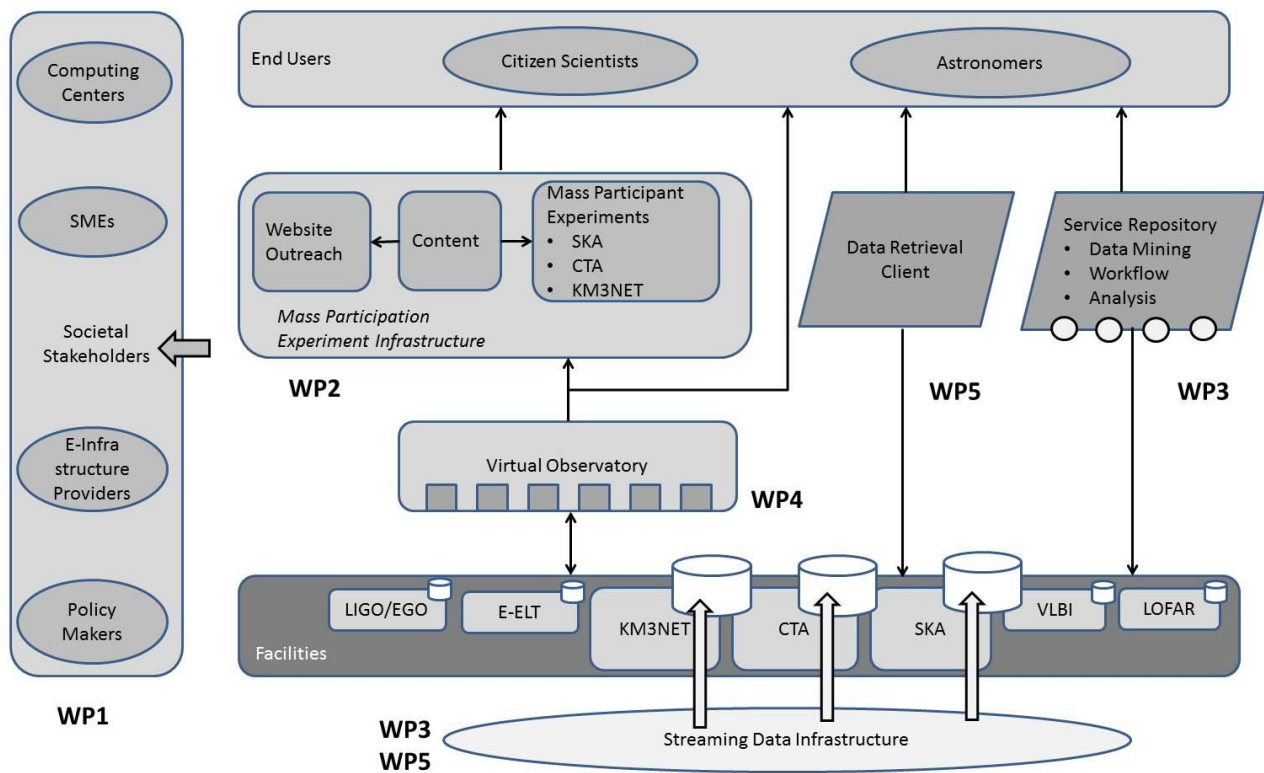 Computing
Centers
SMEs
Societal
Stakeholders
E-Infra
structure
Providers
Policy
Makers
WP1
End Users
Citizen Scientists
Astronomers
Website
Outreach
Content
Mass Participant
Experiments
• SKA
• CTA
• KM3NET
Mass Participation
Experiment Infrastructure
WP2
Data Retrieval
Client
WP5
Service Repository
• Data Mining
• Workflow
• Analysis
WP3
Virtual Observatory
WP4
LIGO/EGO
E-ELT
KM3NET
CTA
SKA
VLBI
LOFAR
Facilities
WP3
WP5
Streaming Data Infrastructure